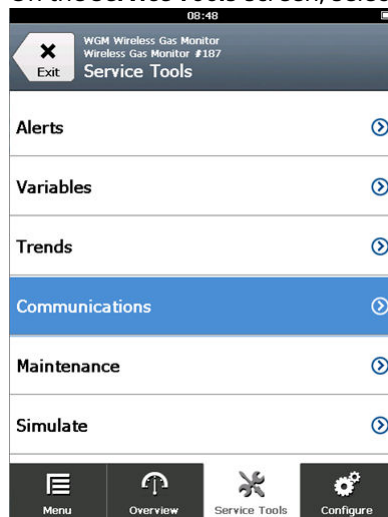 08:48
WGM Wireless Gas Monitor
Wireless Gas Monitor #187
Exit
Service Tools
Alerts
Variables
Trends
Communications
Maintenance
Simulate
Menu
Overview
Service Tools
Configure